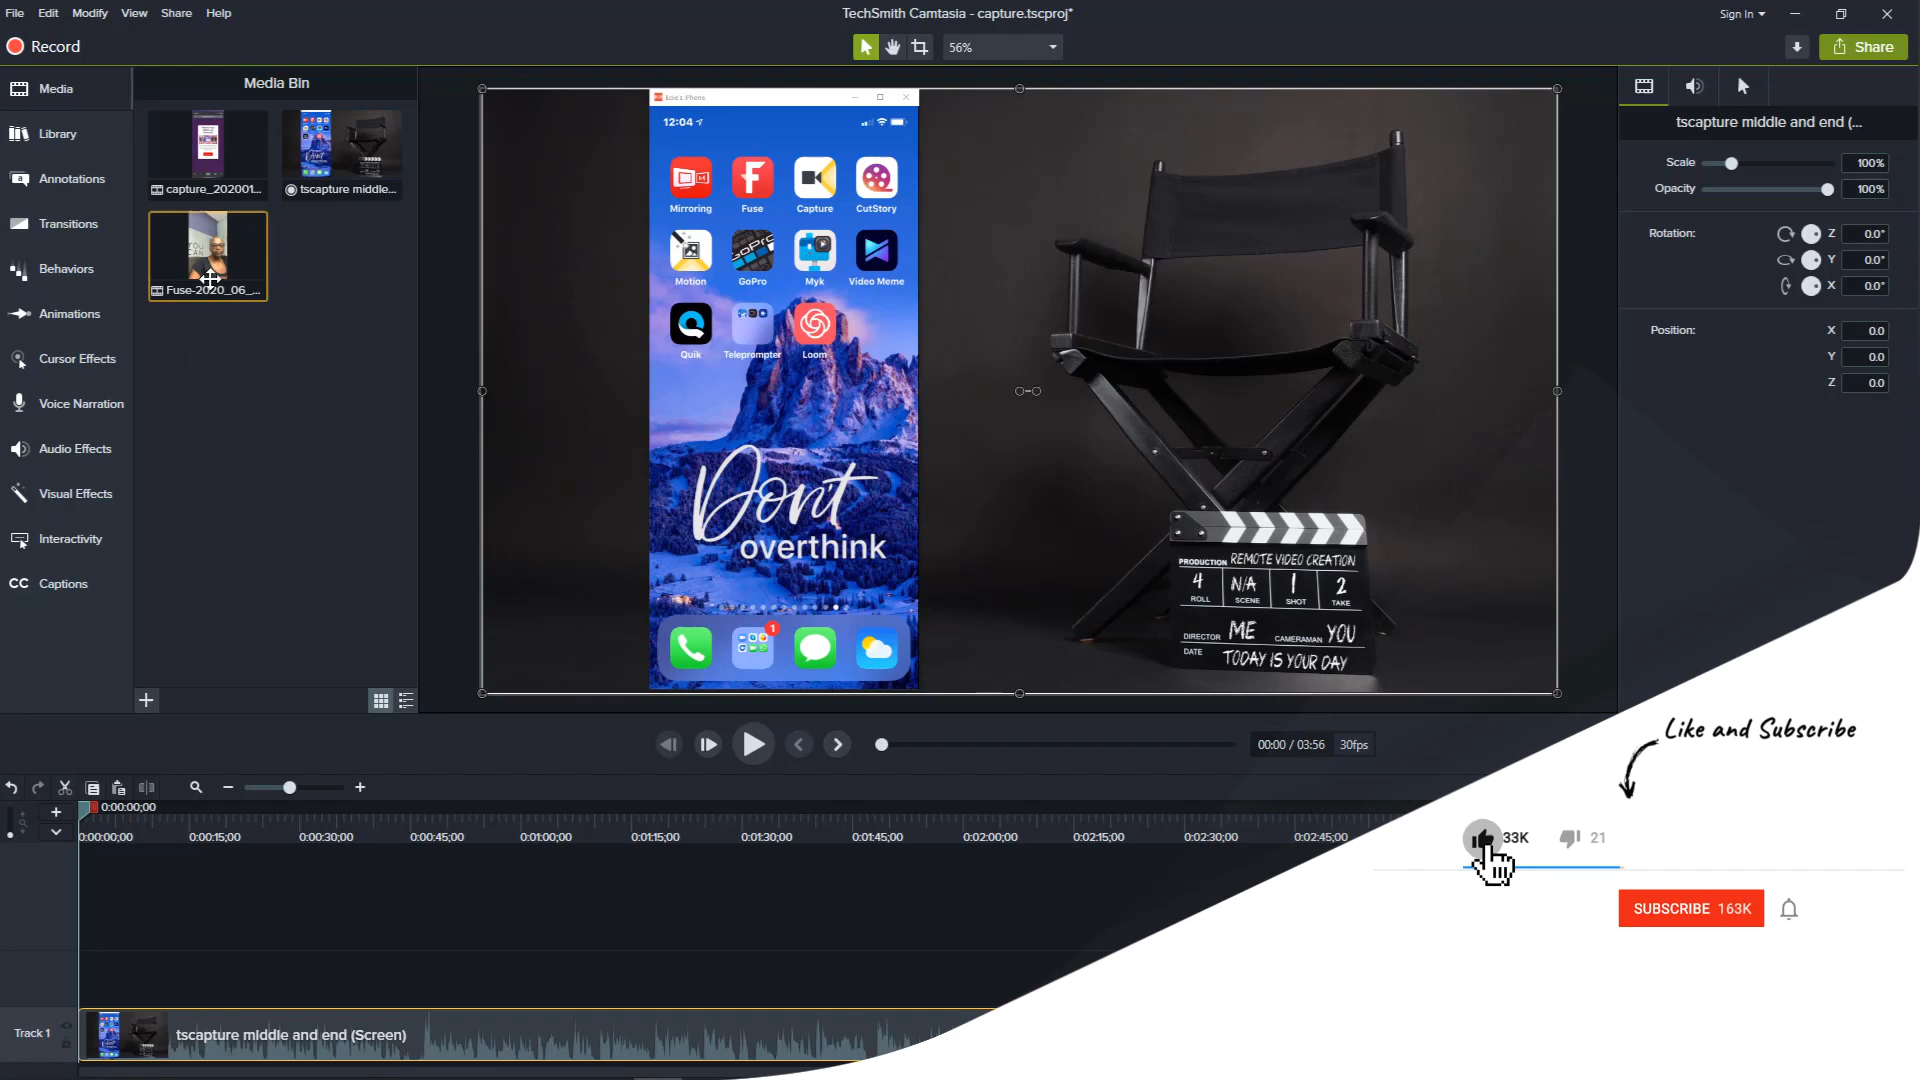 File Edit Modify View Share Help
TechSmith Camtasia - capture.tscproj*
Sign In
Record
56%
Share
Media
Library
Annotations
Transitions
Behaviors
Animations
Cursor Effects
Voice Narration
Audio Effects
Visual Effects
Interactivity
CC Captions
Media Bin
capture_202001...
tscapture middle...
Fuse-2020_06_...
Edie's iPhone
12:04
Mirroring Fuse Capture CutStory
Motion GoPro Myk Video Meme
Quik Teleprompter Loom
Don't
overthink
1
PRODUCTION REMOTE VIDEO CREATION
4 N/A 1 2
ROLL SCENE SHOT TAKE
DIRECTOR ME CAMERAMAN YOU
DATE TODAY IS YOUR DAY
tscapture middle and end (...
Scale 100%
Opacity 100%
Rotation: Z 0.0°
Y 0.0°
X 0.0°
Position: X 0.0
Y 0.0
Z 0.0
00:00 / 03:56 30fps
0:00:00;00
0:00:00;00 0:00:15;00 0:00:30;00 0:00:45;00 0:01:00;00 0:01:15;00 0:01:30;00 0:01:45;00 0:02:00;00 0:02:15;00 0:02:30;00 0:02:45;00
Track 1
tscapture middle and end (Screen)
Like and Subscribe
33K 21
SUBSCRIBE 163K